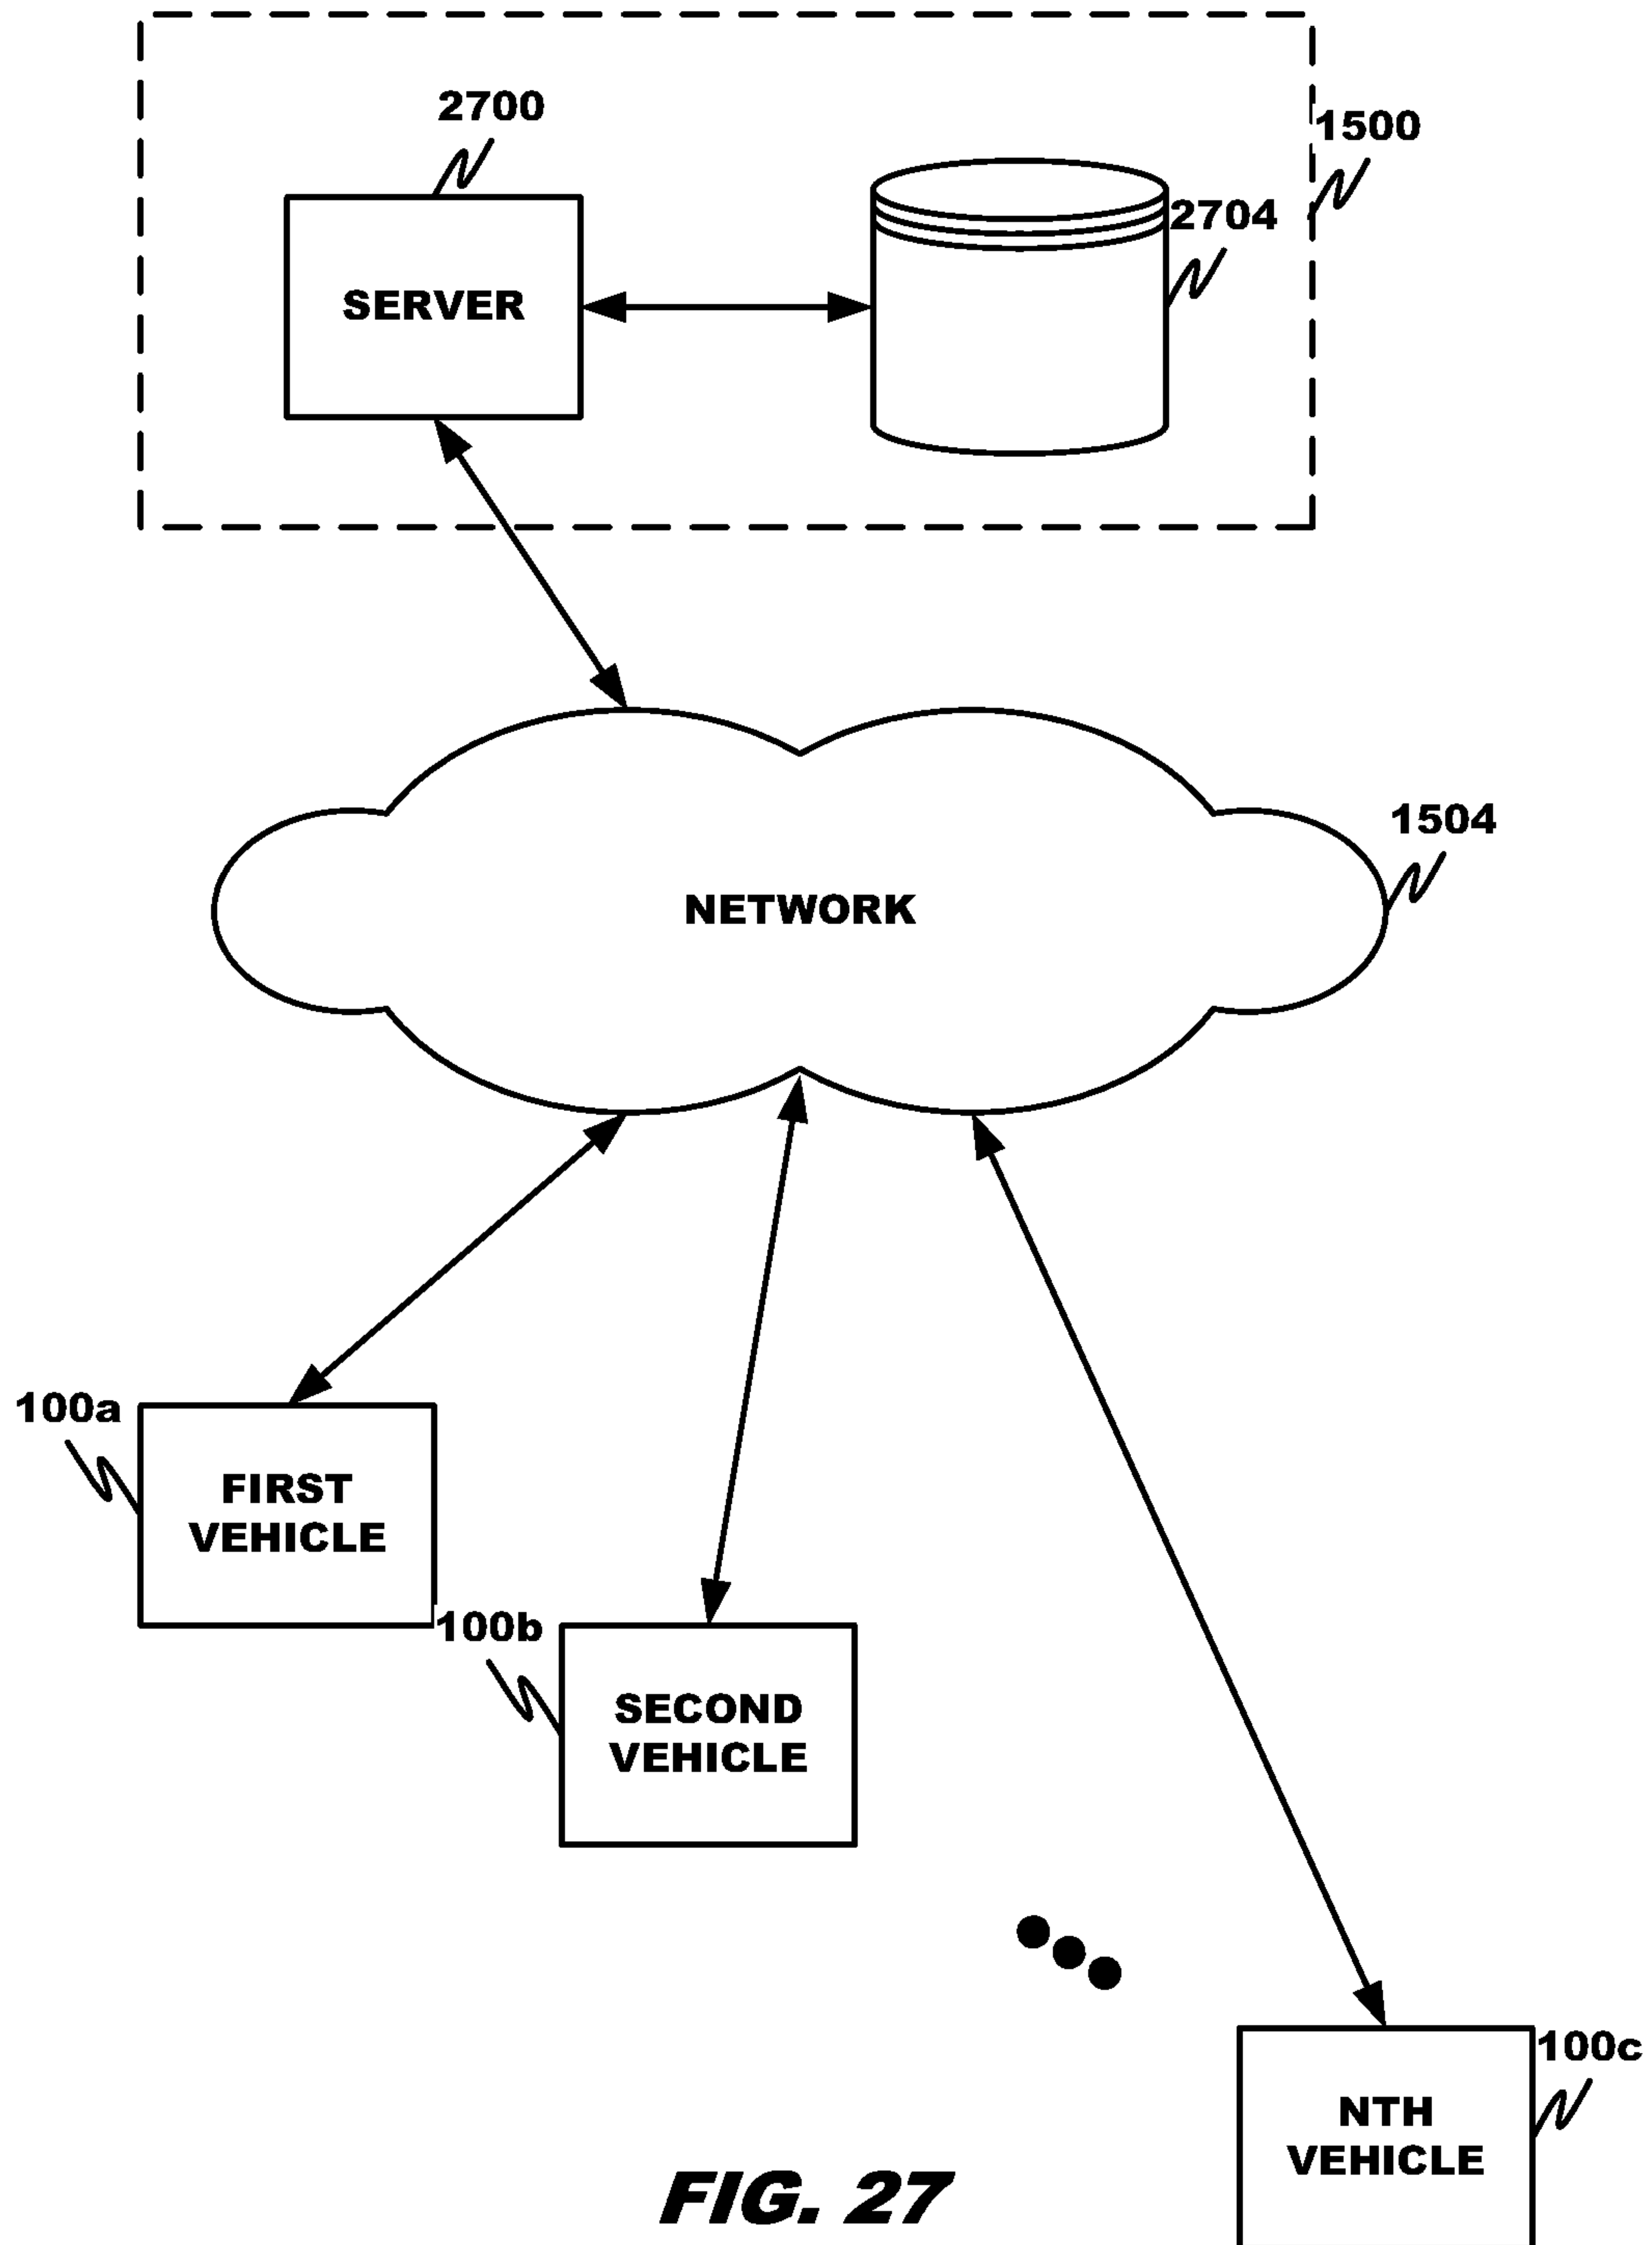 2700
1500
2704
SERVER
1504
NETWORK
100a
FIRST
VEHICLE
100b
SECOND
VEHICLE
100c
NTH
VEHICLE
FIG. 27